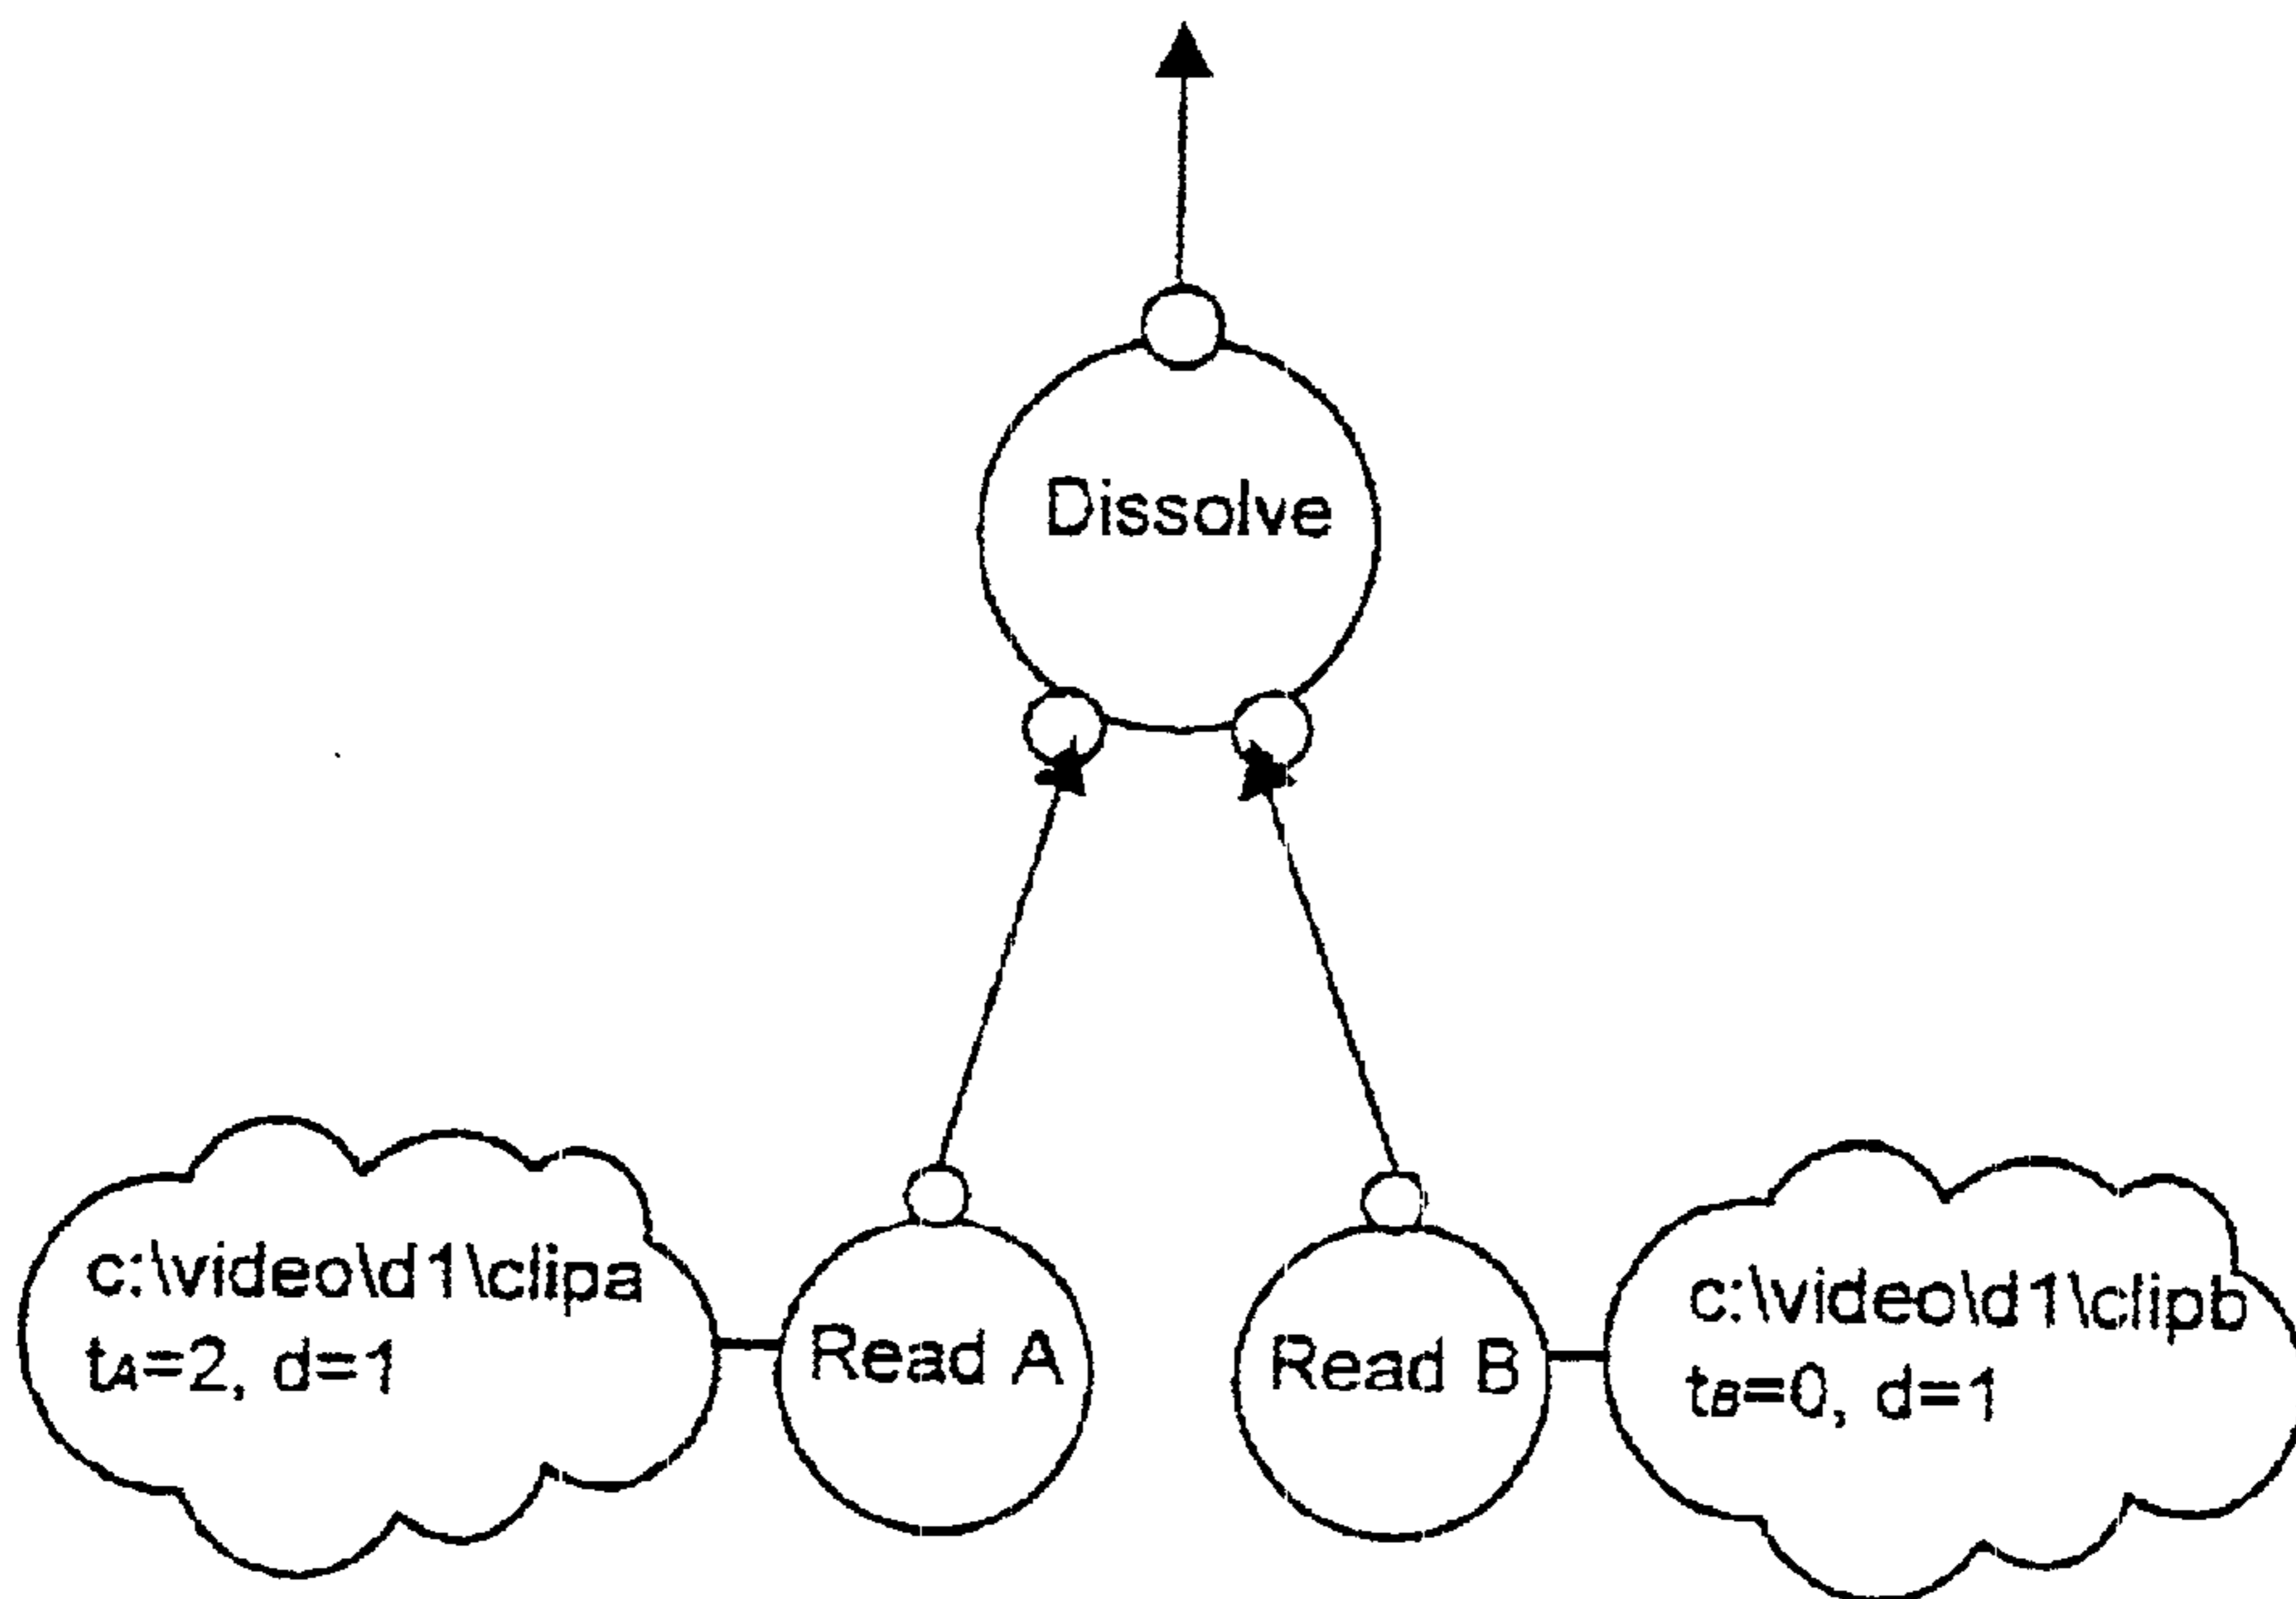 Dissolve
c:\video\d1\clipa
tA=2, d=1
Read A
Read B
c:\video\d1\clipb
tB=0, d=1